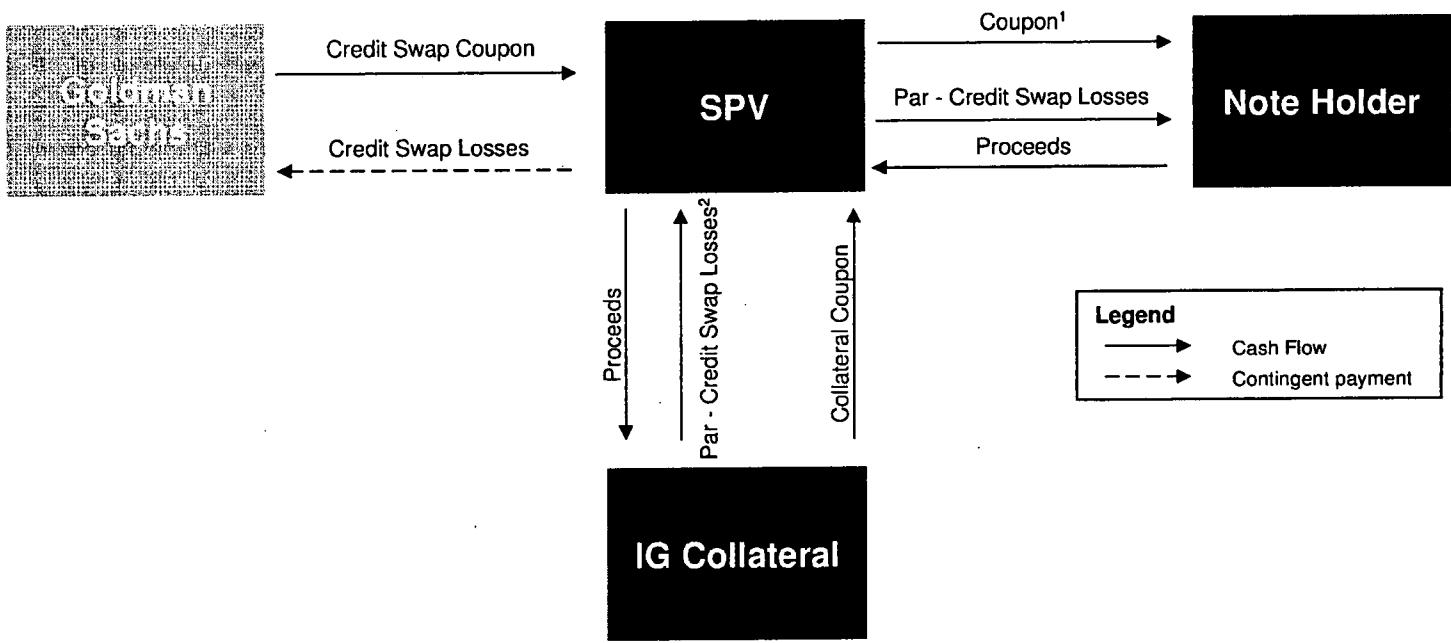 Goldman
Sachs
Credit Swap Coupon
Credit Swap Losses
SPV
Coupon¹
Par - Credit Swap Losses
Proceeds
Note Holder
Proceeds
Par - Credit Swap Losses²
Collateral Coupon
Legend
Cash Flow
Contingent payment
IG Collateral